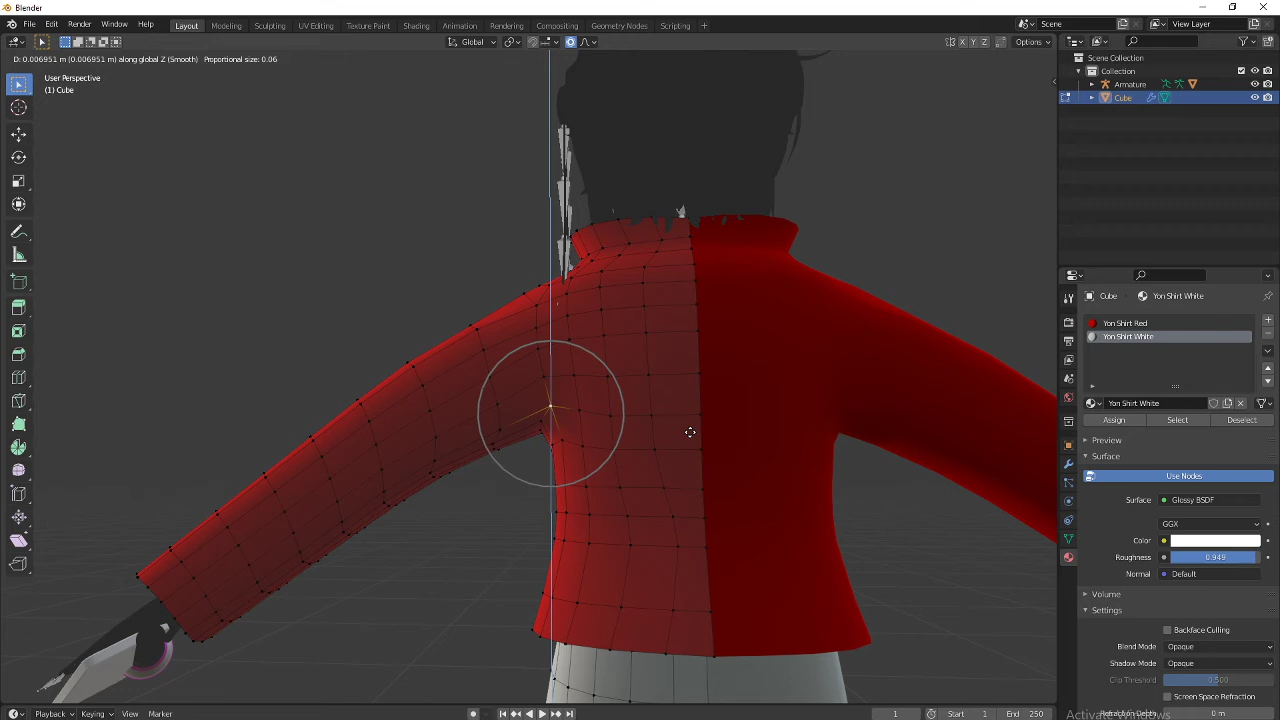 Blender
File Edit Render Window Help Layout Modeling Sculpting UV Editing Texture Paint Shading Animation Rendering Compositing Geometry Nodes Scripting + Scene View Layer
Global X Y Z Options
D: 0.006951 m (0.006951 m) along global Z (Smooth) Proportional size: 0.06
User Perspective
(1) Cube
Scene Collection
Collection
Armature
Cube
Cube Yon Shirt White
Yon Shirt Red
Yon Shirt White
Yon Shirt White
Assign Select Deselect
Preview
Surface
Use Nodes
Surface Glossy BSDF
GGX
Color
Roughness 0.949
Normal Default
Volume
Settings
Backface Culling
Blend Mode Opaque
Shadow Mode Opaque
Clip Threshold 0.500
Screen Space Refraction
Refraction Depth 0 m
Activate Windows
Playback Keying View Marker 1 Start 1 End 250